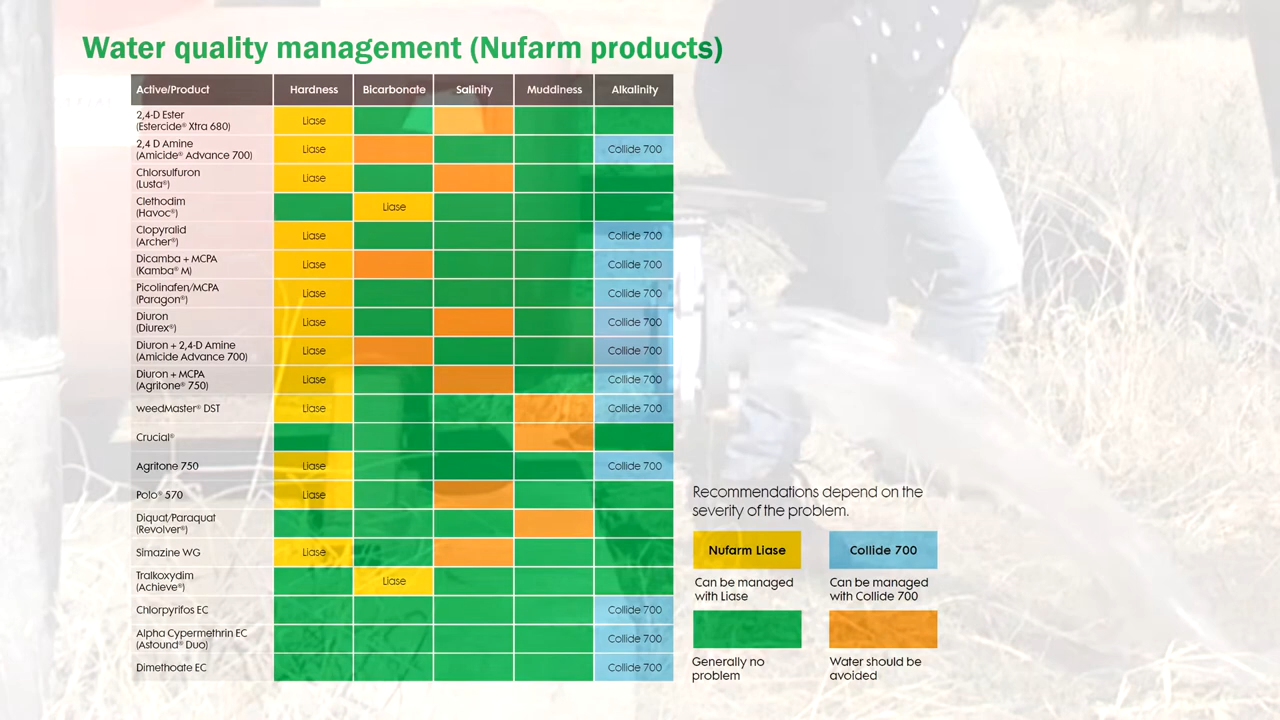 Water quality management (Nufarm products)
Active/Product Hardness Bicarbonate Salinity Muddiness Alkalinity
2,4-D Ester
(Estercide® Xtra 680) Liase
2,4 D Amine
(Amicide® Advance 700) Liase Collide 700
Chlorsulfuron
(Lusta®) Liase
Clethodim
(Havoc®) Liase
Clopyralid
(Archer®) Liase Collide 700
Dicamba + MCPA
(Kamba® M) Liase Collide 700
Picolinafen/MCPA
(Paragon®) Liase Collide 700
Diuron
(Diurex®) Liase Collide 700
Diuron + 2,4-D Amine
(Amicide Advance 700) Liase Collide 700
Diuron + MCPA
(Agritone® 750) Liase Collide 700
weedMaster® DST Liase Collide 700
Crucial®
Agritone 750 Liase Collide 700
Polo® 570 Liase
Diquat/Paraquat
(Revolver®)
Simazine WG Liase
Tralkoxydim
(Achieve®) Liase
Chlorpyrifos EC Collide 700
Alpha Cypermethrin EC
(Astound® Duo) Collide 700
Dimethoate EC Collide 700
Recommendations depend on the
severity of the problem.
Nufarm Liase Collide 700
Can be managed
with Liase
Can be managed
with Collide 700
Generally no
problem
Water should be
avoided